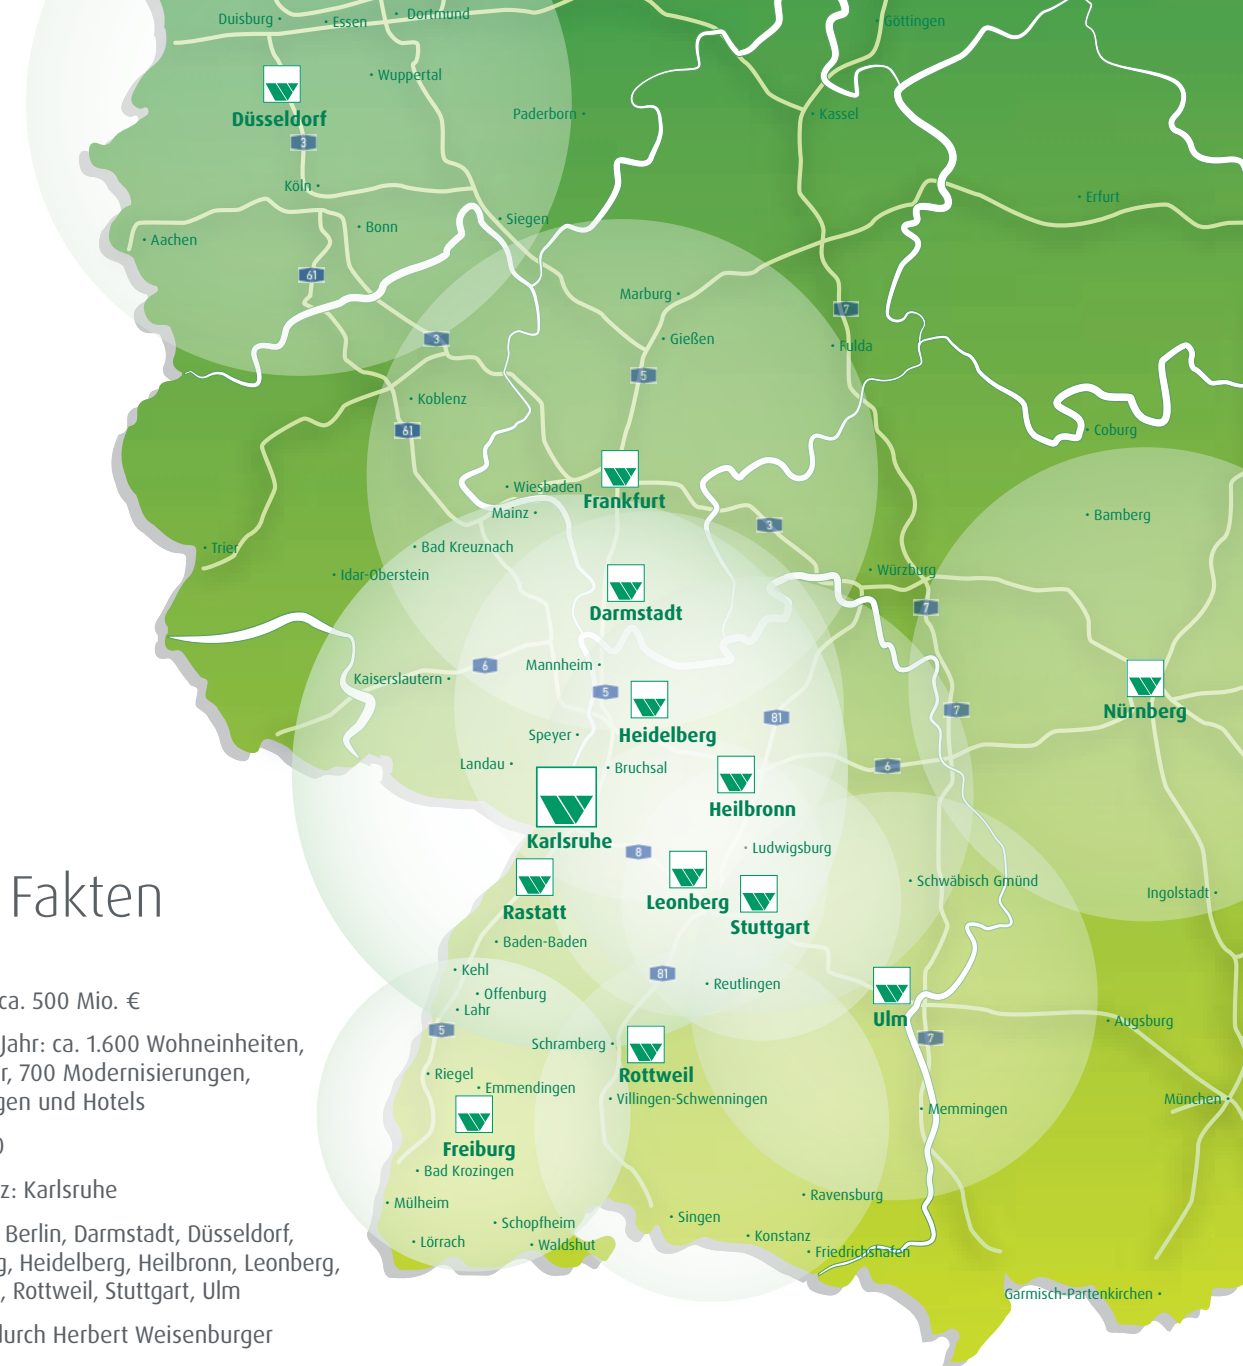 Duisburg
Essen
Dortmund
Göttingen
Wuppertal
Düsseldorf
Paderborn
Kassel
3
Köln
Erfurt
Siegen
Bonn
Aachen
61
Marburg
7
3
Gießen
Fulda
5
Koblenz
61
Coburg
Wiesbaden
Frankfurt
Mainz
Bamberg
3
Bad Kreuznach
Trier
Idar-Oberstein
Würzburg
7
Darmstadt
6
Mannheim
Kaiserslautern
5
Nürnberg
7
81
Speyer
Heidelberg
Landau
Bruchsal
6
Heilbronn
Karlsruhe
8
Ludwigsburg
Schwäbisch Gmünd
Ingolstadt
Leonberg
Rastatt
Stuttgart
Baden-Baden
Kehl
81
Reutlingen
Offenburg
Lahr
Ulm
Augsburg
5
7
Schramberg
Rottweil
Riegel
Emmendingen
Villingen-Schwenningen
München
Memmingen
Freiburg
Bad Krozingen
Mülheim
Ravensburg
Singen
Schopfheim
Konstanz
Lörrach
Waldshut
Friedrichshafen
Garmisch-Partenkirchen
Fakten
ca. 500 Mio. €
Jahr: ca. 1.600 Wohneinheiten,
r, 700 Modernisierungen,
gen und Hotels
0
z: Karlsruhe
Berlin, Darmstadt, Düsseldorf,
g, Heidelberg, Heilbronn, Leonberg,
, Rottweil, Stuttgart, Ulm
durch Herbert Weisenburger